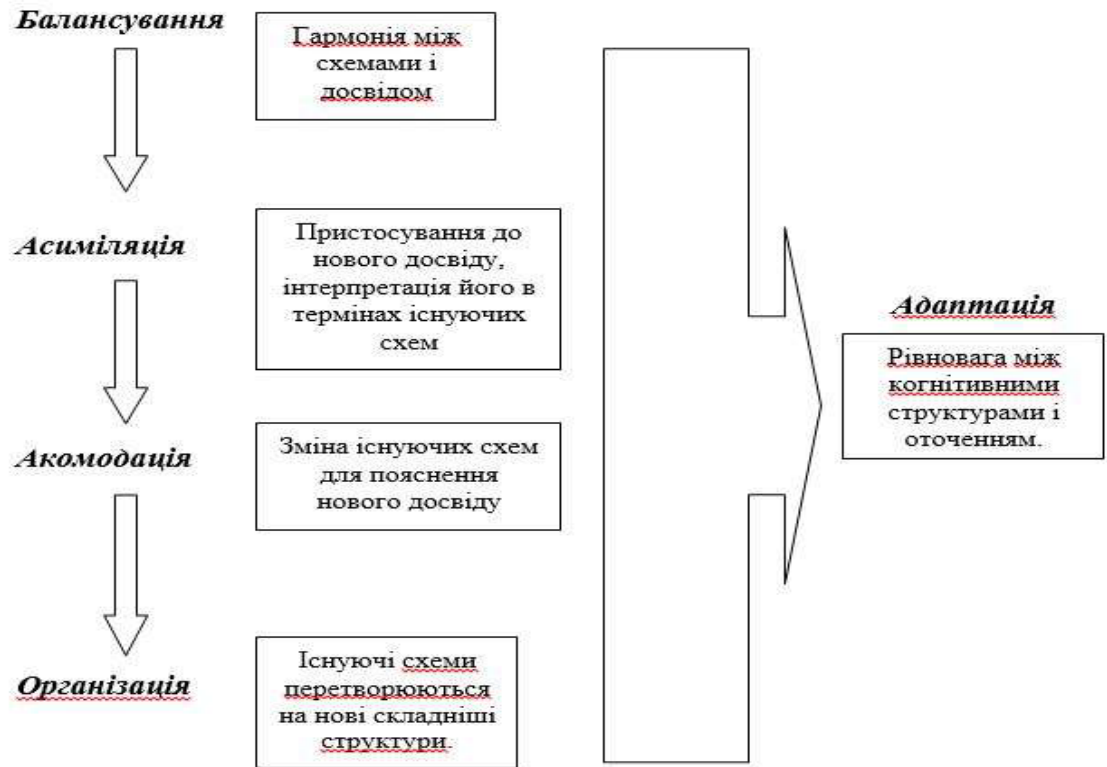 Балансування
Гармонія між
схемами і
досвідом
Асиміляція
Пристосування до
нового досвіду,
інтерпретація його в
термінах існуючих
схем
Акомодація
Зміна існуючих схем
для пояснення
нового досвіду
Організація
Існуючі схеми
перетворюються
на нові складніші
структури.
Адаптація
Рівновага між
когнітивними
структурами і
оточенням.